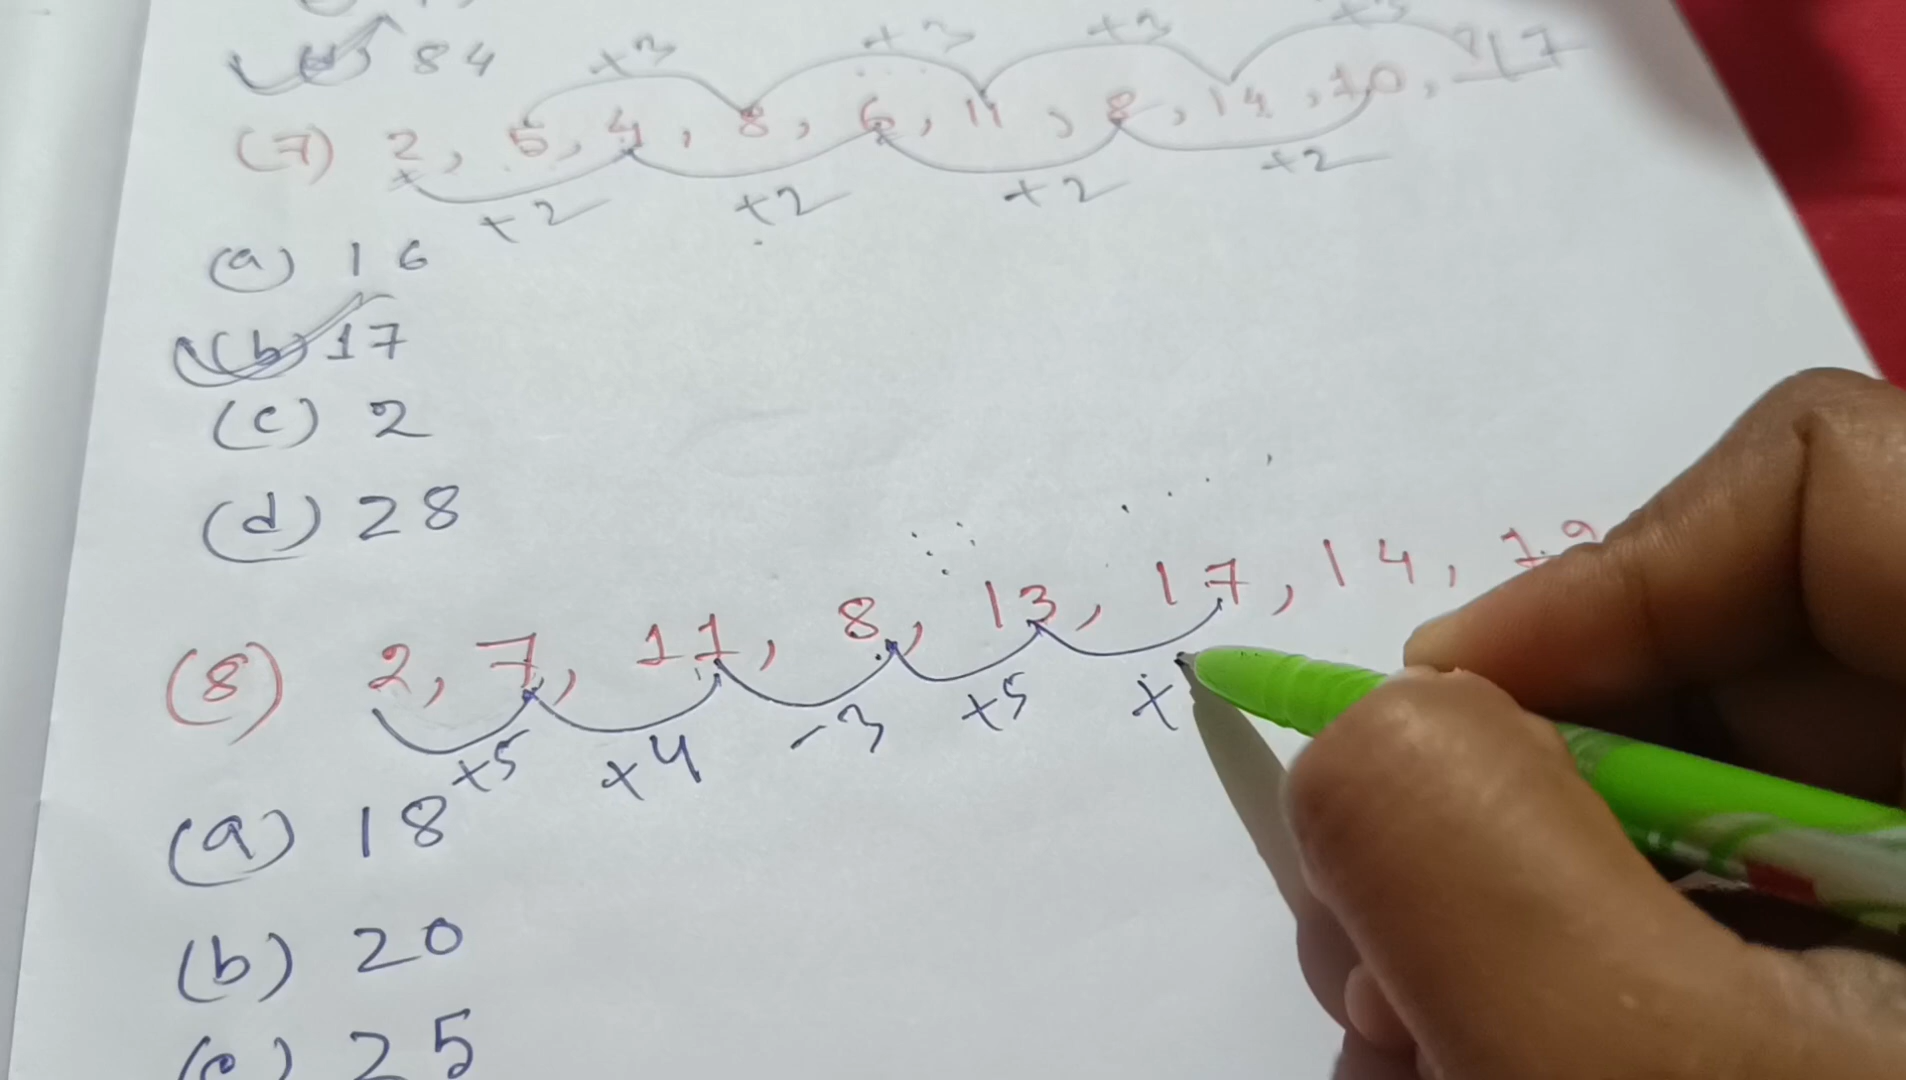 84
+3 +3 +3 +3
(7) 2, 5, 4, 8, 6, 11, 8, 14, 10, 17
+2 +2 +2 +2
(a) 16
(b) 17
(c) 2
(d) 28
(8) 2, 7, 11, 8, 13, 17, 14, 19
+5 +4 -3 +5 +
(a) 18
(b) 20
(c) 25